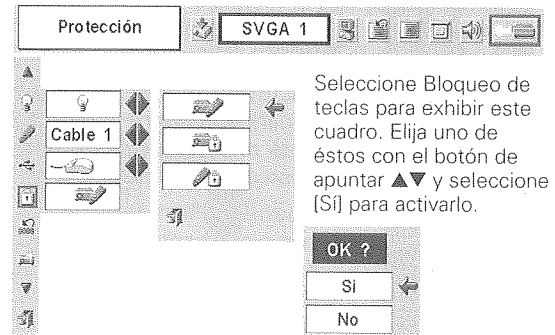 Protección
SVGA 1
Cable 1
Seleccione Bloqueo de
teclas para exhibir este
cuadro. Elija uno de
éstos con el botón de
apuntar ▲▼ y seleccione
[Sí] para activarlo.
OK ?
Si
No